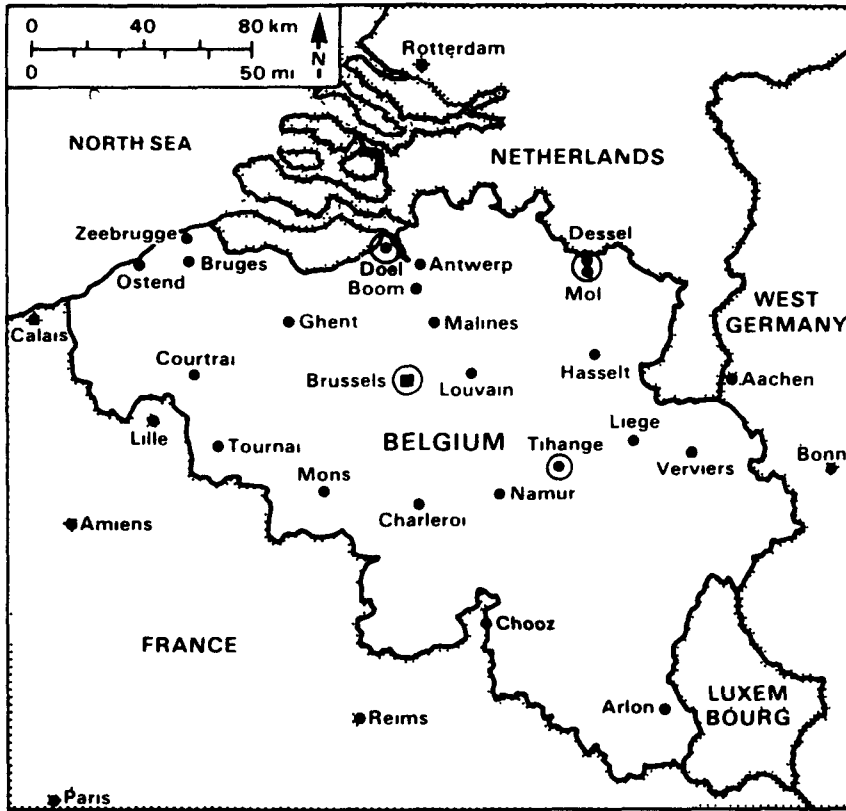 0 40 80 km
0 50 mi
N
Rotterdam
NORTH SEA
NETHERLANDS
Zeebrugge
Dessel
Ostend
Bruges
Doel
Antwerp
Boom
Mol
WEST
GERMANY
Calais
Ghent
Malines
Courtrai
Brussels
Louvain
Hasselt
Aachen
Lille
Tournai
BELGIUM
Tihange
Liege
Verviers
Bonn
Mons
Namur
Charleroi
Amiens
Chooz
FRANCE
Arlon
LUXEM
BOURG
Reims
Paris